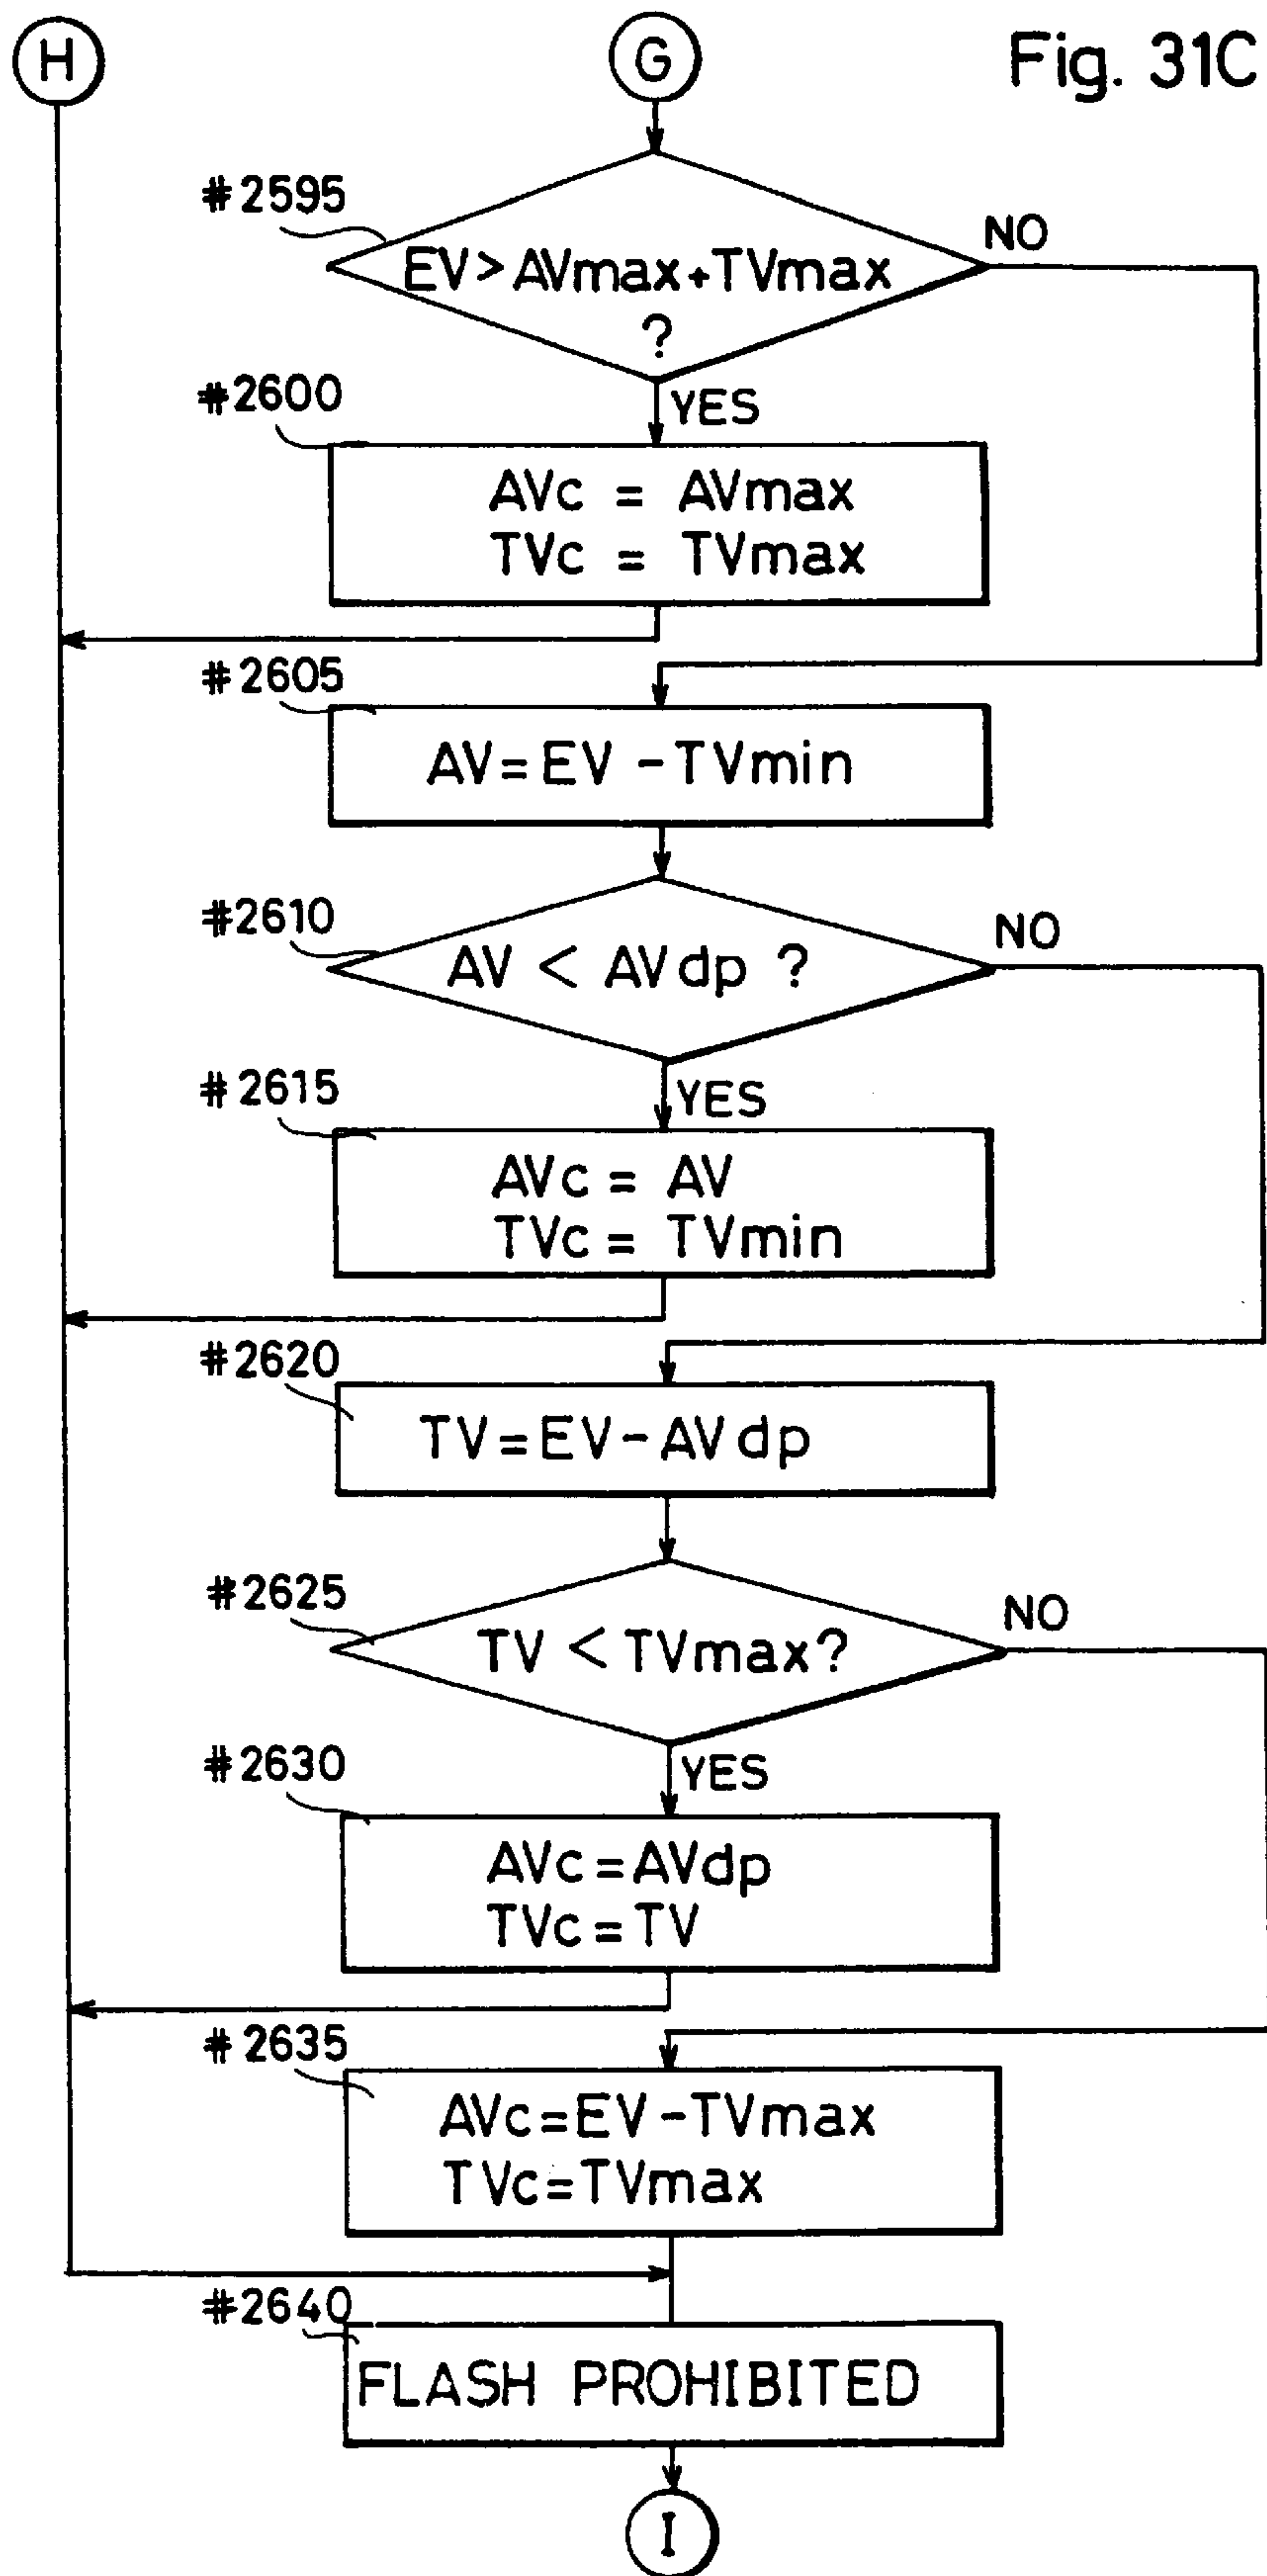 H
G
Fig. 31C
#2595
EV>AVmax+TVmax
?
NO
YES
#2600
AVc = AVmax
TVc = TVmax
#2605
AV=EV-TVmin
#2610
AV < AVdp ?
NO
YES
#2615
AVc = AV
TVc = TVmin
#2620
TV=EV-AVdp
#2625
TV < TVmax?
NO
YES
#2630
AVc=AVdp
TVc=TV
#2635
AVc=EV-TVmax
TVc=TVmax
#2640
FLASH PROHIBITED
I